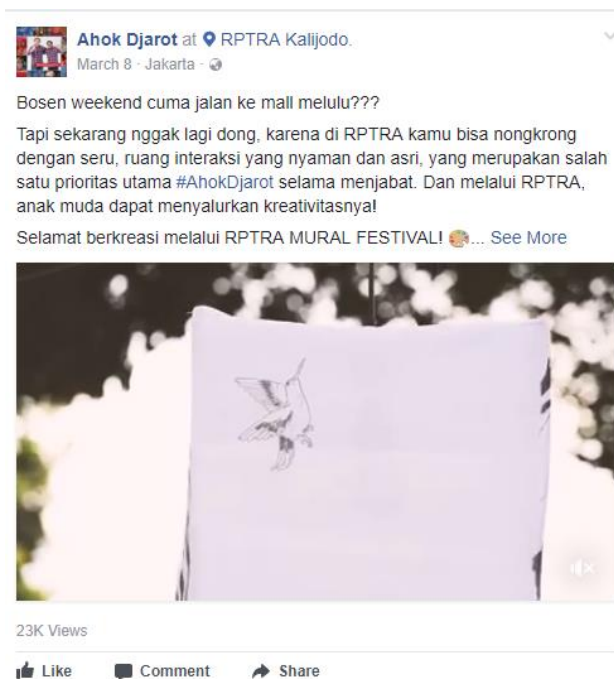 Ahok Djarot at RPTRA Kalijodo.
March 8 · Jakarta ·
Bosen weekend cuma jalan ke mall melulu???
Tapi sekarang nggak lagi dong, karena di RPTRA kamu bisa nongkrong
dengan seru, ruang interaksi yang nyaman dan asri, yang merupakan salah
satu prioritas utama #AhokDjarot selama menjabat. Dan melalui RPTRA,
anak muda dapat menyalurkan kreativitasnya!
Selamat berkreasi melalui RPTRA MURAL FESTIVAL! 🎨... See More
23K Views
Like Comment Share